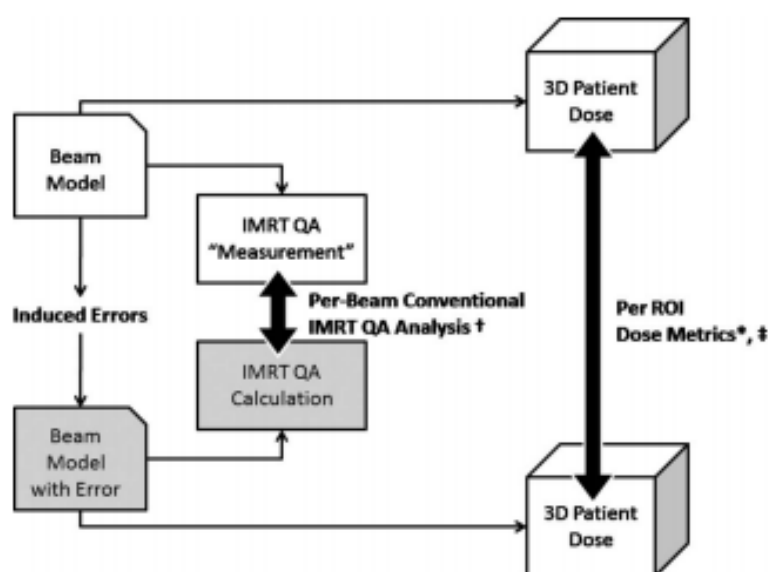 3D Patient
Dose
Beam
Model
IMRT QA
“Measurement”
Induced Errors
Per-Beam Conventional
IMRT QA Analysis †
Per ROI
Dose Metrics*, ‡
IMRT QA
Calculation
Beam
Model
with Error
3D Patient
Dose